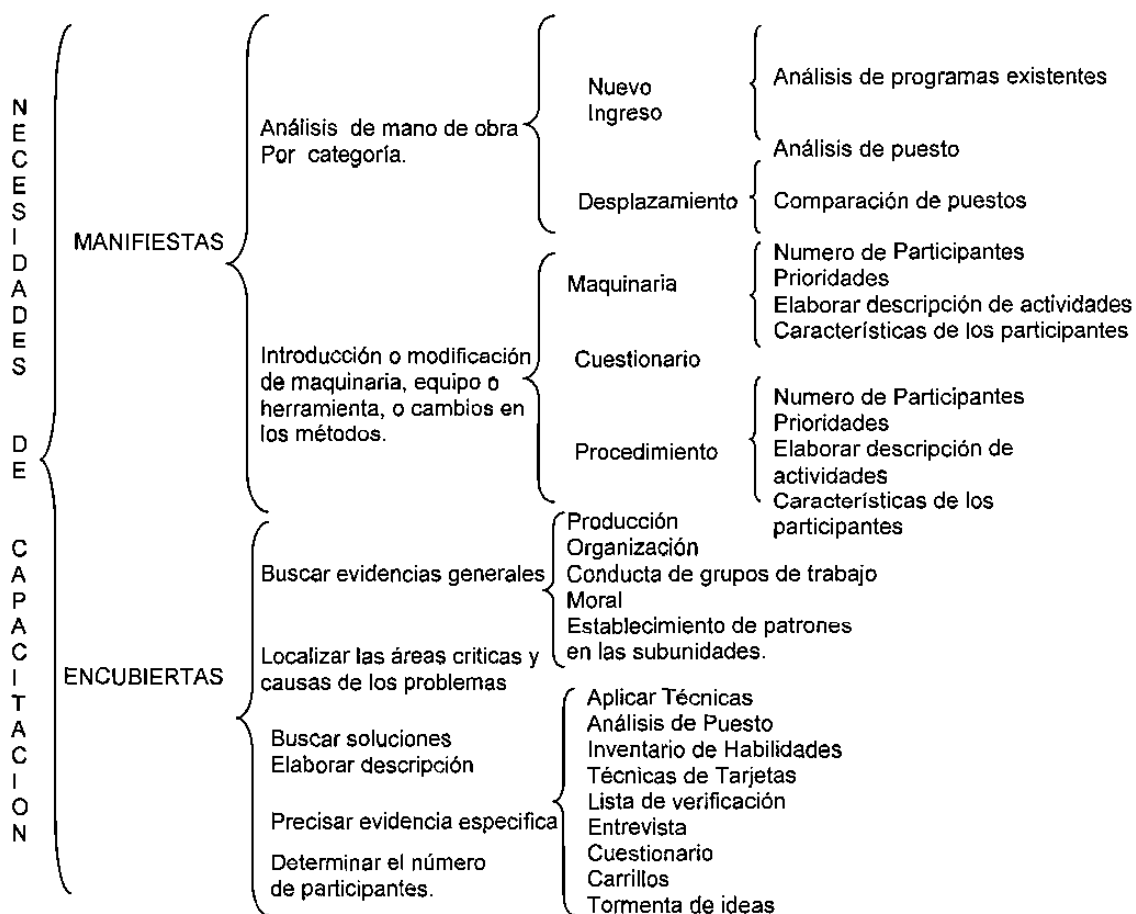 NECESIDADES DE CAPACITACION
MANIFIESTAS
Análisis de mano de obra
Por categoría.
Nuevo
Ingreso
Análisis de programas existentes
Análisis de puesto
Desplazamiento
Comparación de puestos
Introducción o modificación
de maquinaria, equipo o
herramienta, o cambios en
los métodos.
Maquinaria
Numero de Participantes
Prioridades
Elaborar descripción de actividades
Características de los participantes
Cuestionario
Procedimiento
Numero de Participantes
Prioridades
Elaborar descripción de
actividades
Características de los
participantes
ENCUBIERTAS
Buscar evidencias generales
Producción
Organización
Conducta de grupos de trabajo
Moral
Establecimiento de patrones
en las subunidades.
Localizar las áreas criticas y
causas de los problemas
Buscar soluciones
Elaborar descripción
Precisar evidencia especifica
Aplicar Técnicas
Análisis de Puesto
Inventario de Habilidades
Técnicas de Tarjetas
Lista de verificación
Entrevista
Cuestionario
Carrillos
Tormenta de ideas
Determinar el número
de participantes.